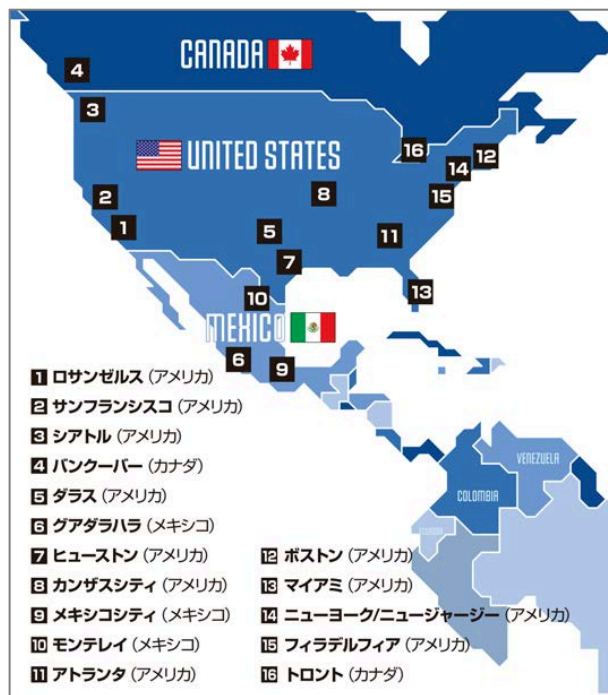 CANADA
4
3
UNITED STATES
16
12
14
8
2
15
1
5
11
7
10
13
MEXICO
6
9
VENEZUELA
COLOMBIA
ECUADOR
1 ロサンゼルス (アメリカ)
2 サンフランシスコ (アメリカ)
3 シアトル (アメリカ)
4 バンクーバー (カナダ)
5 ダラス (アメリカ)
6 グアダラハラ (メキシコ)
7 ヒューストン (アメリカ)
8 カンザスシティ (アメリカ)
9 メキシコシティ (メキシコ)
10 モンテレイ (メキシコ)
11 アトランタ (アメリカ)
12 ボストン (アメリカ)
13 マイアミ (アメリカ)
14 ニューヨーク/ニュージャージー (アメリカ)
15 フィラデルフィア (アメリカ)
16 トロント (カナダ)